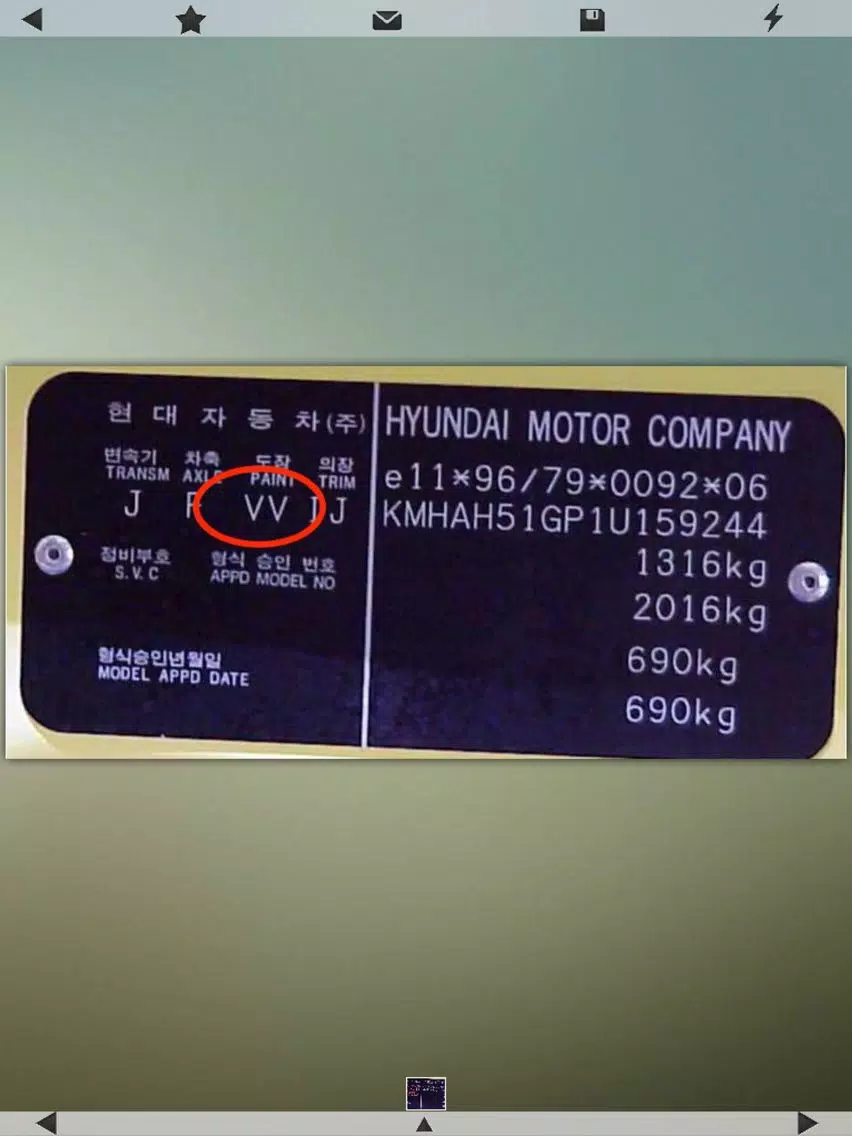 현 대 자 동 차 (주)
변속기 차축 도장 의장
TRANSM AXLE PAINT TRIM
J VV J
정비부호 형식 승인 번호
S.V.C APPD MODEL NO
형식승인년월일
MODEL APPD DATE
HYUNDAI MOTOR COMPANY
e11*96/79*0092*06
KMHAH51GP1U159244
1316kg
2016kg
690kg
690kg